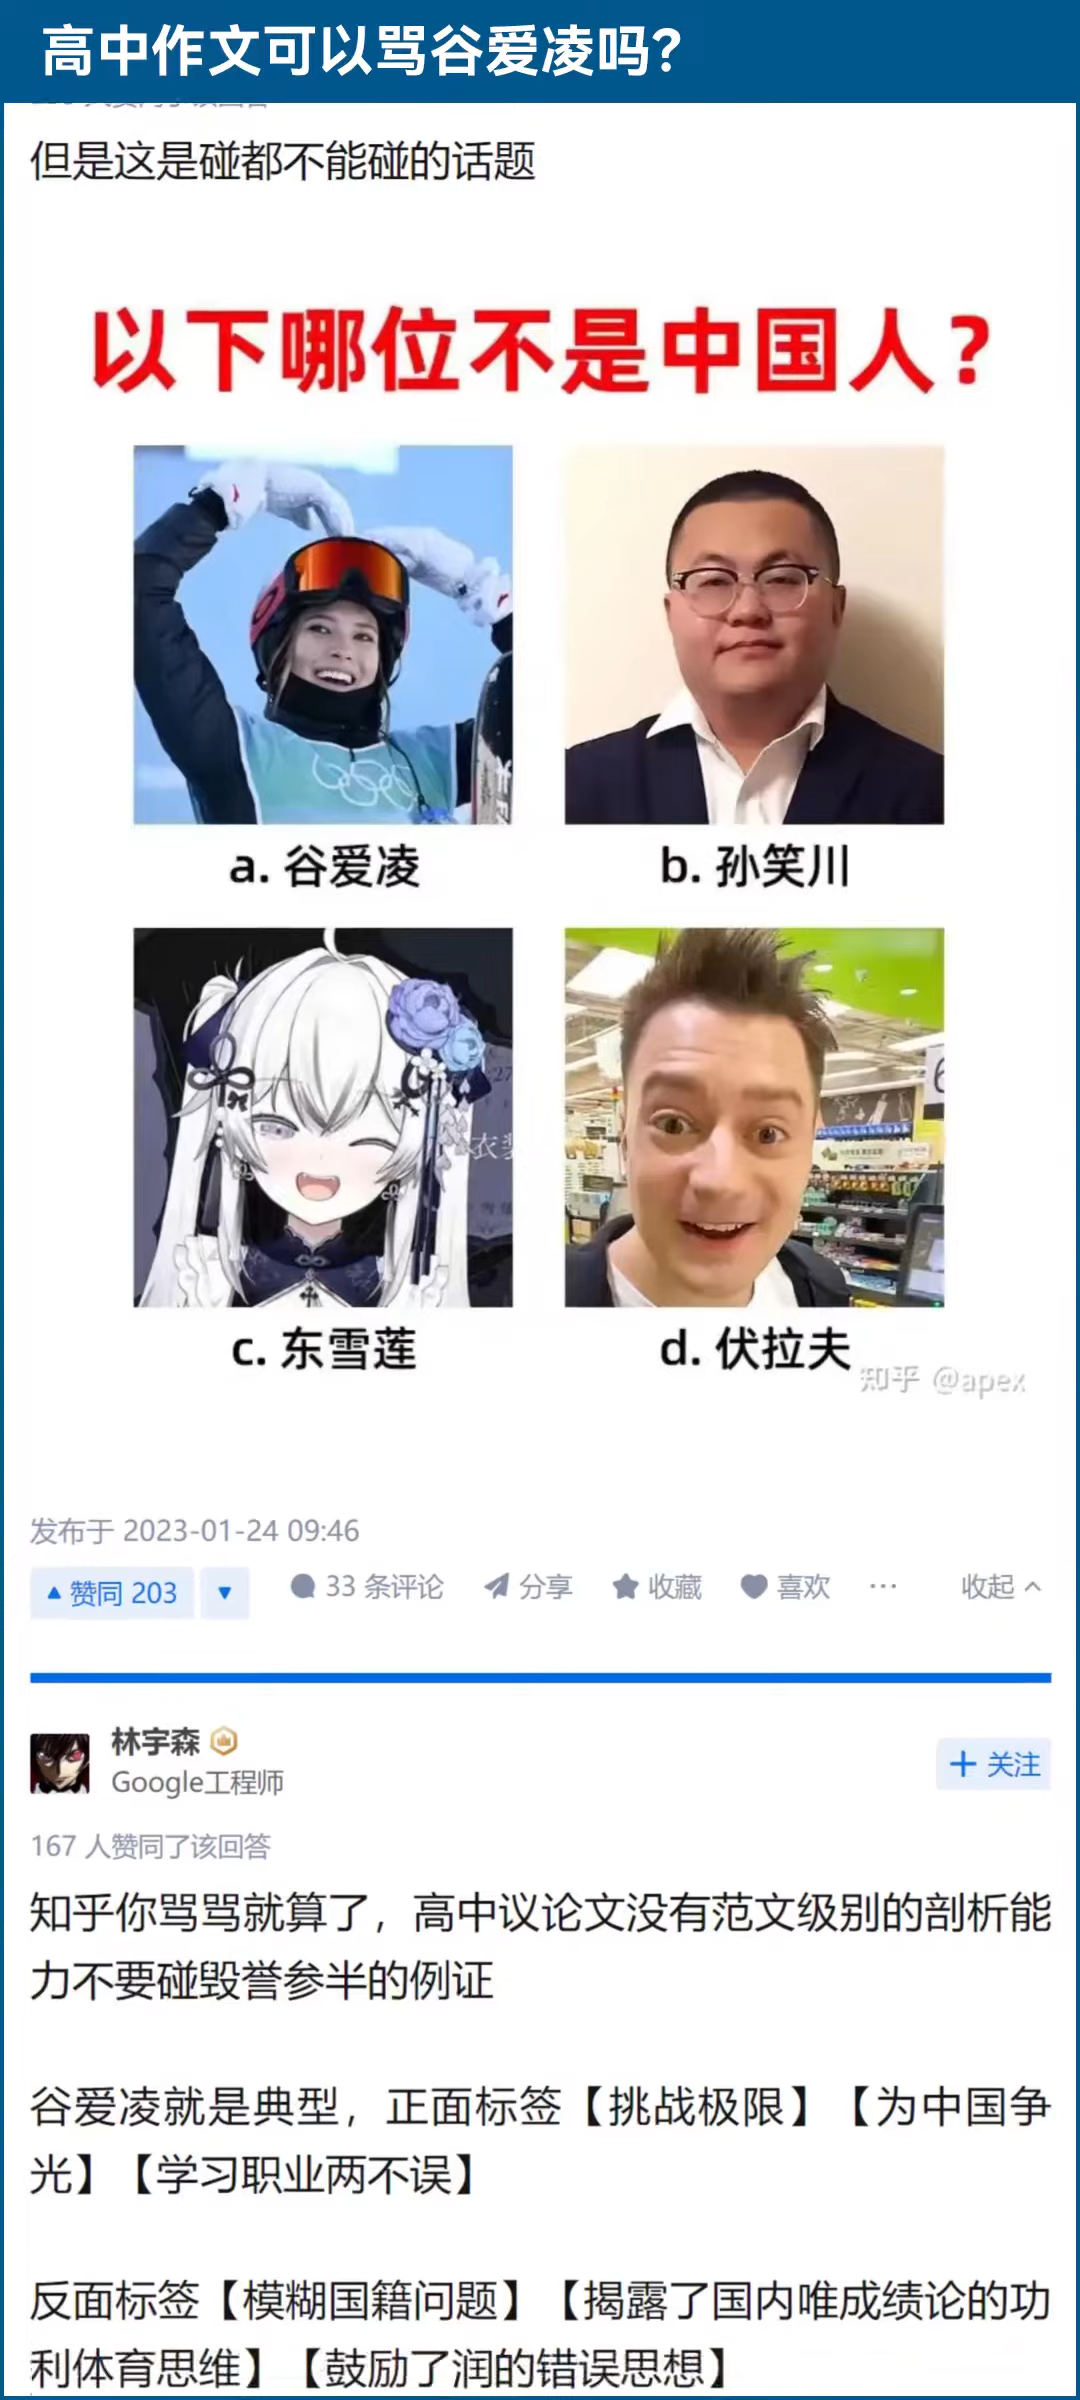 高中作文可以骂谷爱凌吗?
但是这是碰都不能碰的话题
以下哪位不是中国人?
a. 谷爱凌
b. 孙笑川
衣装
c. 东雪莲
d. 伏拉夫
知乎 @apex
发布于 2023-01-24 09:46
▲ 赞同 203
▼
33 条评论
分享
收藏
喜欢
···
收起
林宇森
Google工程师
+ 关注
167 人赞同了该回答
知乎你骂骂就算了，高中议论文没有范文级别的剖析能
力不要碰毁誉参半的例证
谷爱凌就是典型，正面标签【挑战极限】【为中国争
光】【学习职业两不误】
反面标签【模糊国籍问题】【揭露了国内唯成绩论的功
利体育思维】【鼓励了润的错误思想】